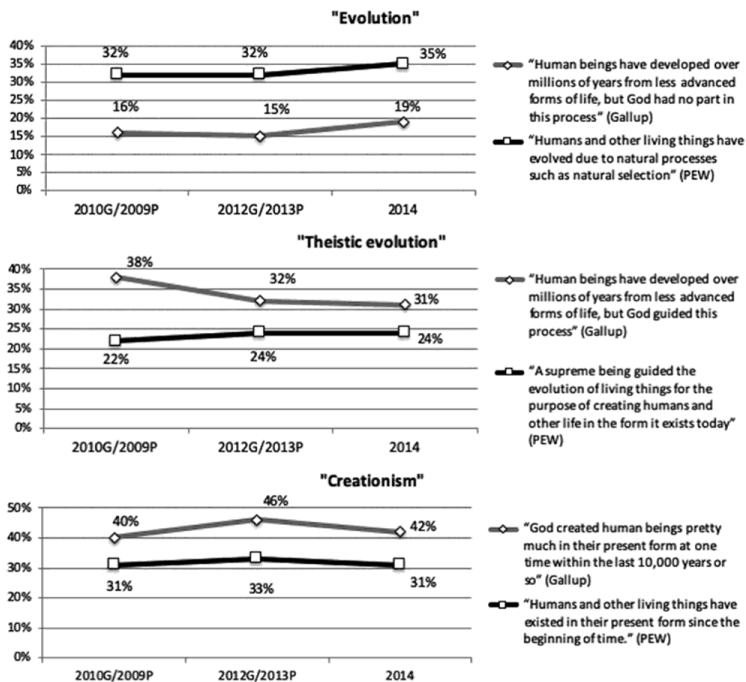 "Evolution"
40%
35%
30%
25%
20%
15%
10%
5%
0%
32%
32%
35%
16%
15%
19%
2010G/2009P
2012G/2013P
2014
“Human beings have developed over
millions of years from less advanced
forms of life, but God had no part in
this process” (Gallup)
“Humans and other living things have
evolved due to natural processes
such as natural selection” (PEW)
"Theistic evolution"
40%
35%
30%
25%
20%
15%
10%
5%
0%
38%
32%
31%
22%
24%
24%
2010G/2009P
2012G/2013P
2014
“Human beings have developed over
millions of years from less advanced
forms of life, but God guided this
process” (Gallup)
“A supreme being guided the
evolution of living things for the
purpose of creating humans and
other life in the form it exists today”
(PEW)
"Creationism"
50%
40%
30%
20%
10%
0%
40%
46%
42%
31%
33%
31%
2010G/2009P
2012G/2013P
2014
“God created human beings pretty
much in their present form at one
time within the last 10,000 years or
so” (Gallup)
“Humans and other living things have
existed in their present form since the
beginning of time.” (PEW)